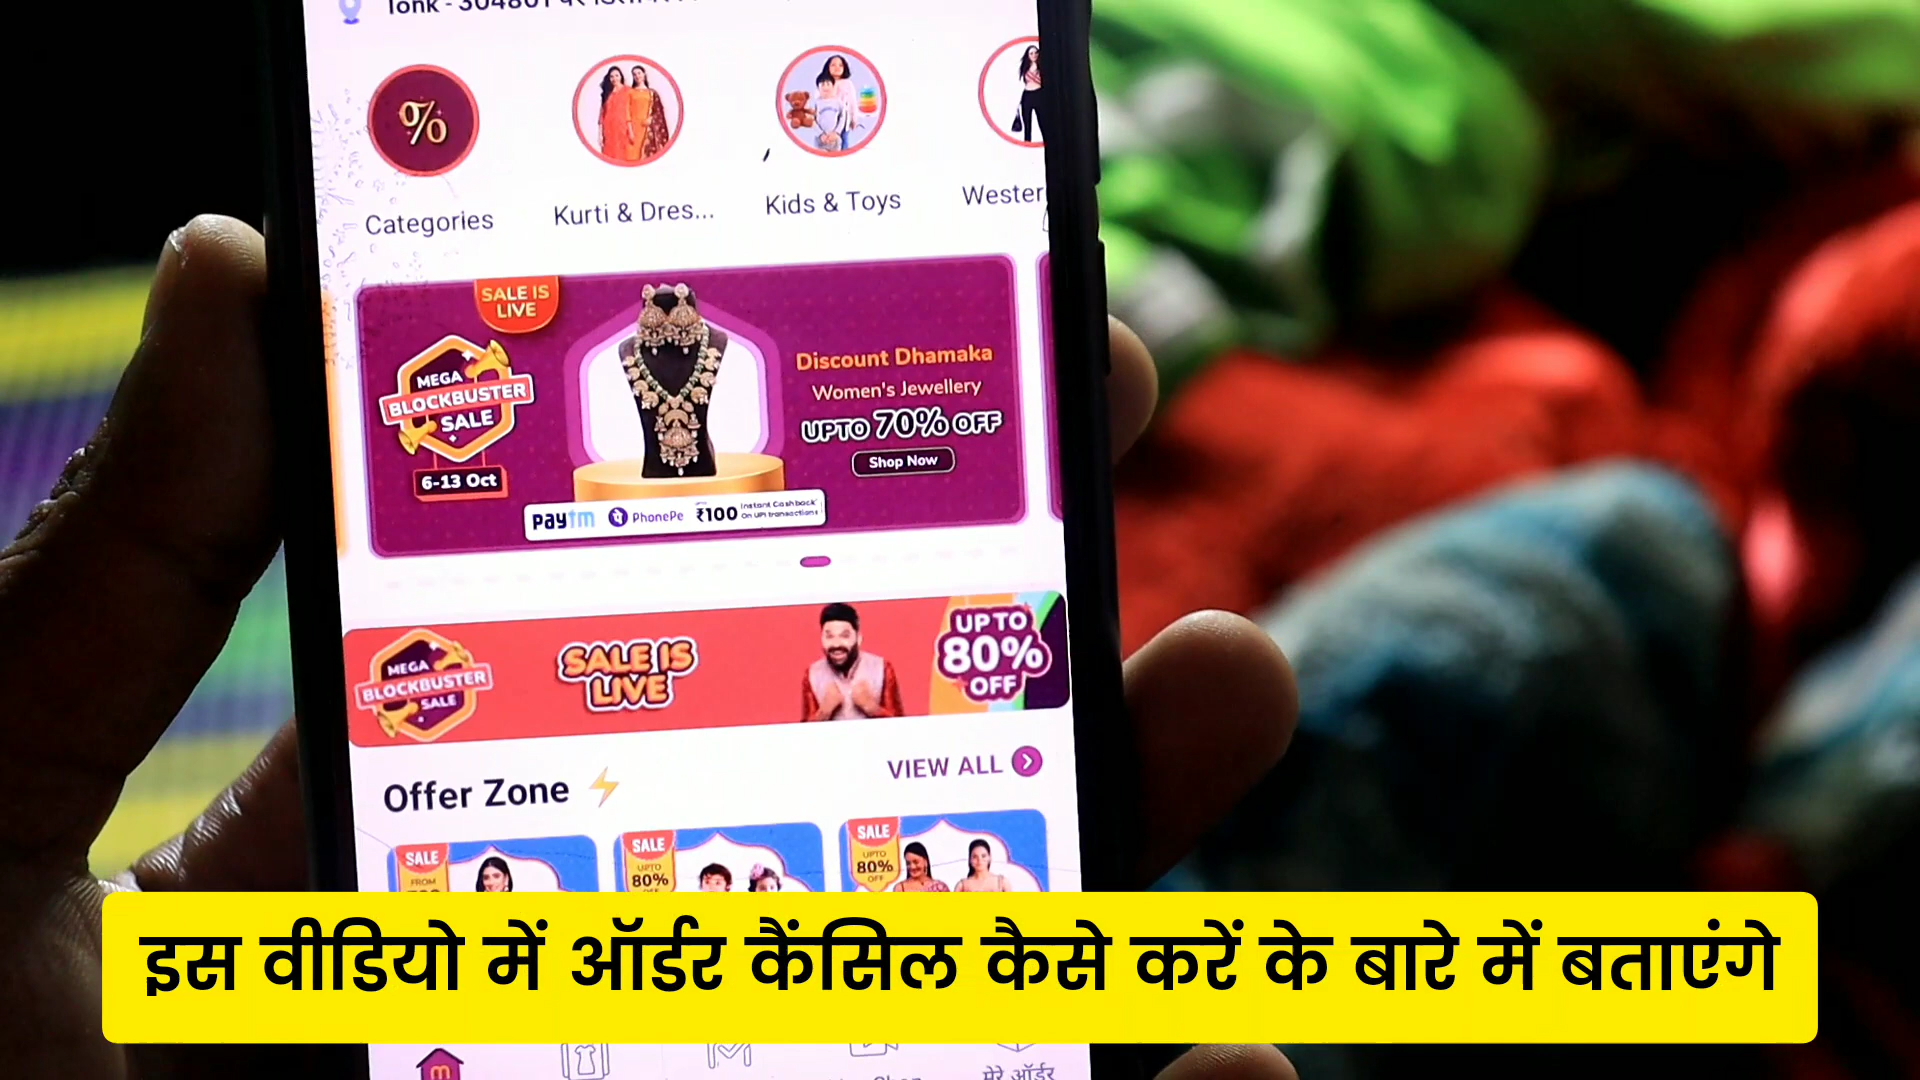 Tonk - 304801
Categories
Kurti & Dres...
Kids & Toys
Wester
SALE IS
LIVE
MEGA
BLOCKBUSTER
SALE
6-13 Oct
Discount Dhamaka
Women's Jewellery
UPTO 70% OFF
Shop Now
Paytm
PhonePe
₹100
Instant Cashback
On UPI transactions
MEGA
BLOCKBUSTER
SALE
SALE IS
LIVE
UP TO
80%
OFF
Offer Zone
VIEW ALL
SALE
FROM
SALE
UPTO
80%
OFF
SALE
UPTO
80%
OFF
इस वीडियो में ऑर्डर कैंसिल कैसे करें के बारे में बताएंगे
मेरे ऑर्डर